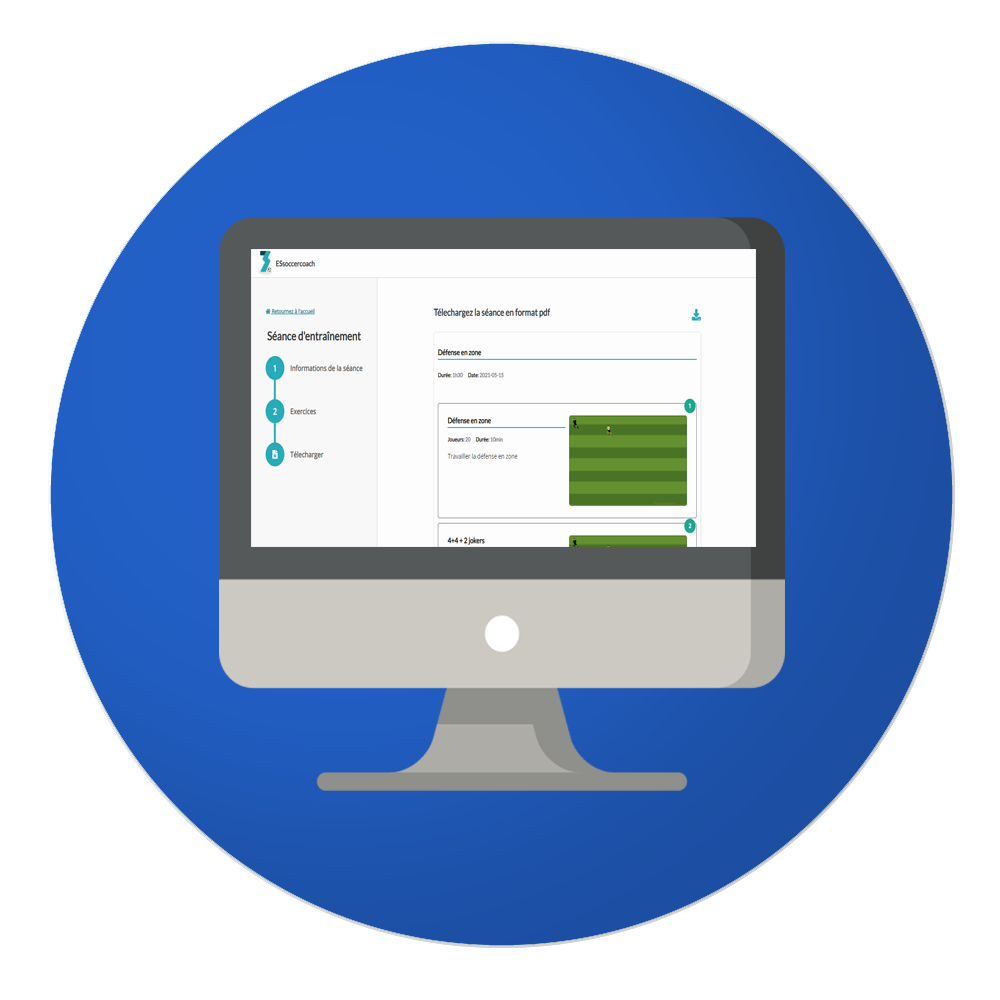 ESsoccercoach
Retournez à l'accueil
Séance d'entraînement
1 Informations de la séance
2 Exercices
Télecharger
Télechargez la séance en format pdf
Défense en zone
Durée: 1h30 Date: 2021-05-15
1
Défense en zone
Joueurs: 20 Durée: 10min
Travailler la défense en zone
2
4+4 + 2 jokers